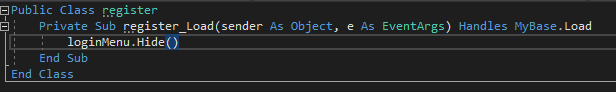 Public Class register
    Private Sub register_Load(sender As Object, e As EventArgs) Handles MyBase.Load
        loginMenu.Hide()
    End Sub
End Class